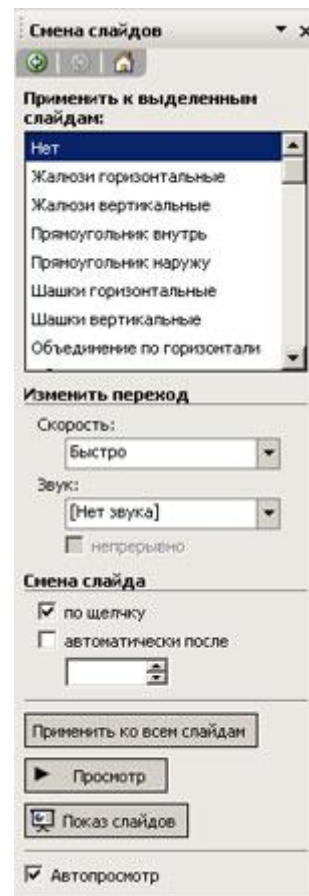 Смена слайдов
Применить к выделенным
слайдам:
Нет
Жалюзи горизонтальные
Жалюзи вертикальные
Прямоугольник внутрь
Прямоугольник наружу
Шашки горизонтальные
Шашки вертикальные
Объединение по горизонтали
Изменить переход
Скорость:
Быстро
Звук:
[Нет звука]
непрерывно
Смена слайда
по щелчку
автоматически после
Применить ко всем слайдам
Просмотр
Показ слайдов
Автопросмотр